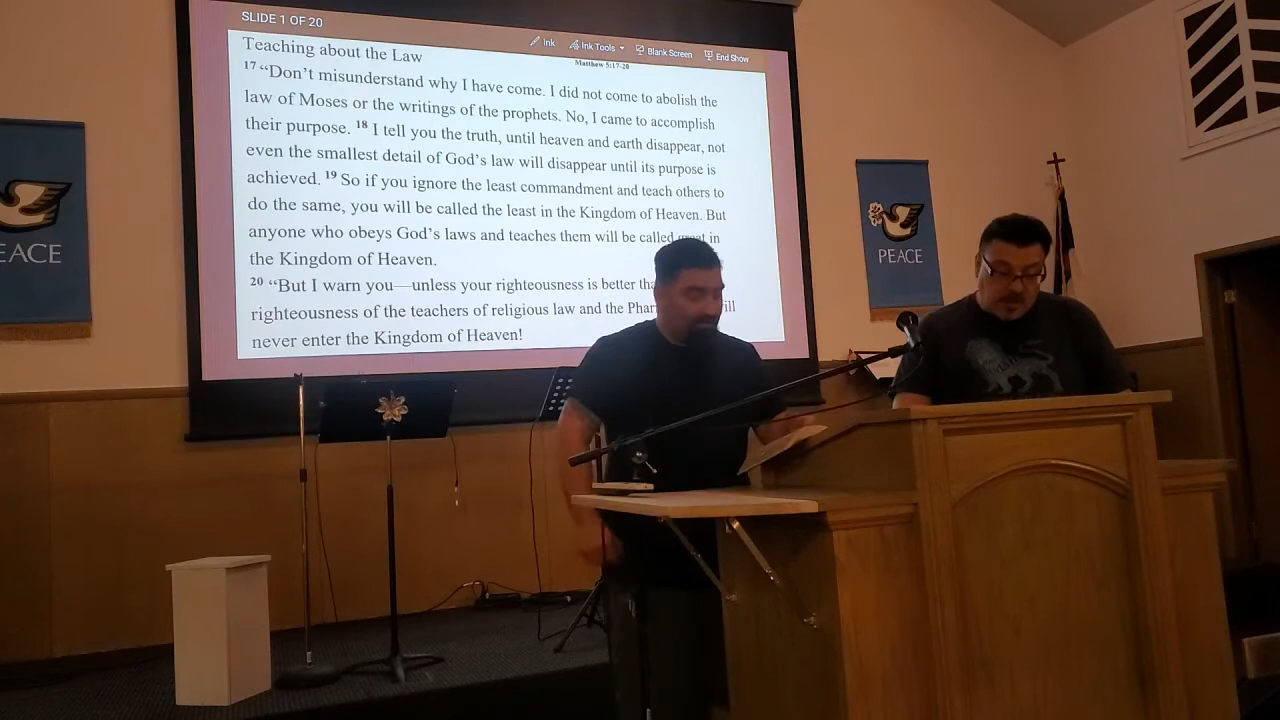 SLIDE 1 OF 20
Ink Ink Tools Blank Screen End Show
Teaching about the Law
Matthew 5:17-20
17 “Don’t misunderstand why I have come. I did not come to abolish the
law of Moses or the writings of the prophets. No, I came to accomplish
their purpose. 18 I tell you the truth, until heaven and earth disappear, not
even the smallest detail of God’s law will disappear until its purpose is
achieved. 19 So if you ignore the least commandment and teach others to
do the same, you will be called the least in the Kingdom of Heaven. But
anyone who obeys God’s laws and teaches them will be called great in
the Kingdom of Heaven.
20 “But I warn you—unless your righteousness is better
righteousness of the teachers of religious law and the
never enter the Kingdom of Heaven!
EACE
PEACE